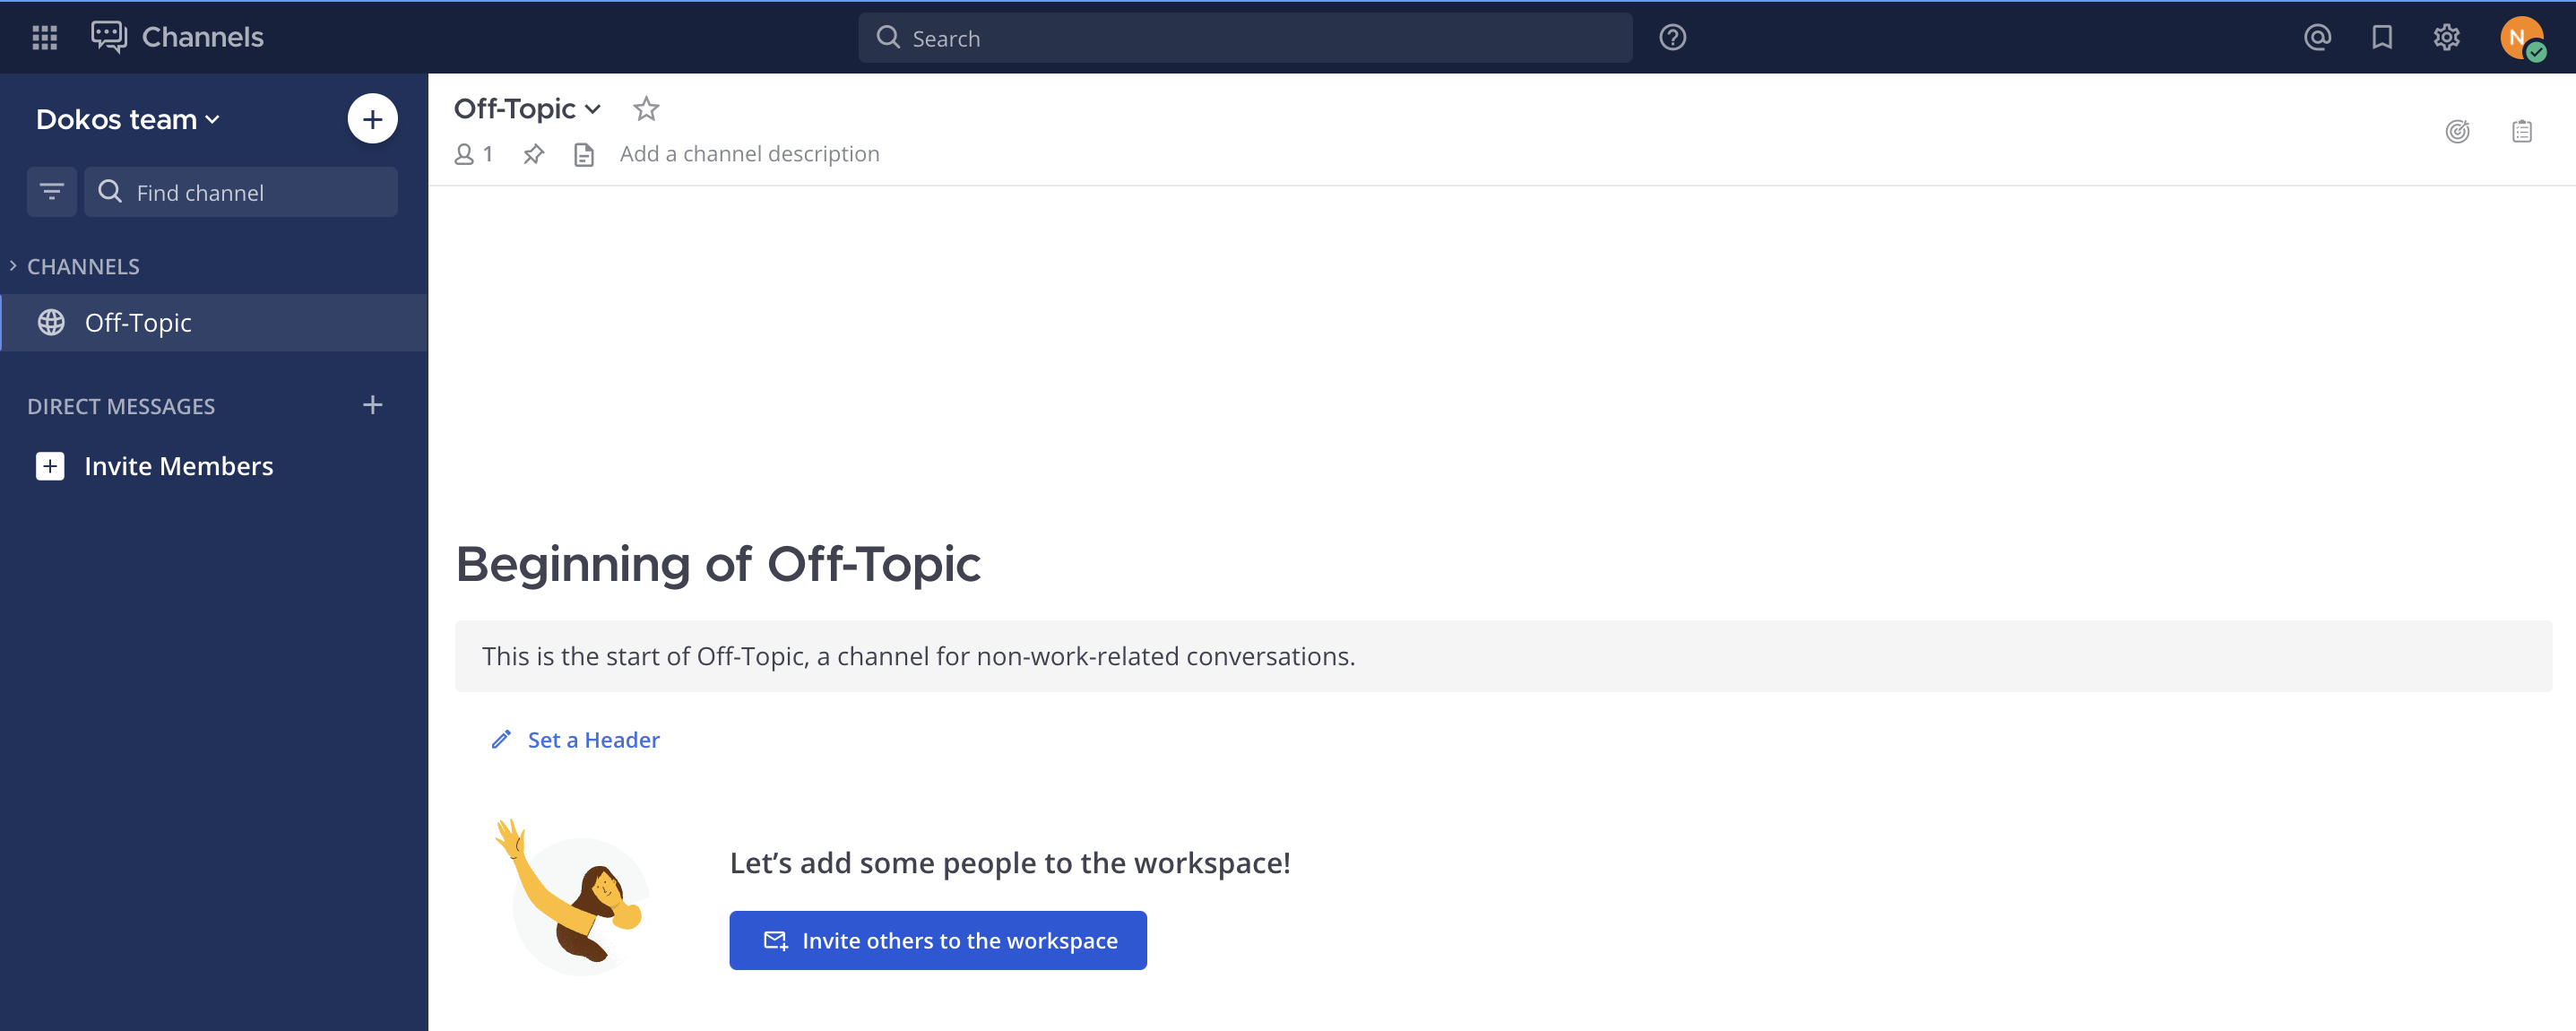 Channels
Search
N
Dokos team
Find channel
CHANNELS
Off-Topic
DIRECT MESSAGES
Invite Members
Off-Topic
1
Add a channel description
Beginning of Off-Topic
This is the start of Off-Topic, a channel for non-work-related conversations.
Set a Header
Let’s add some people to the workspace!
Invite others to the workspace